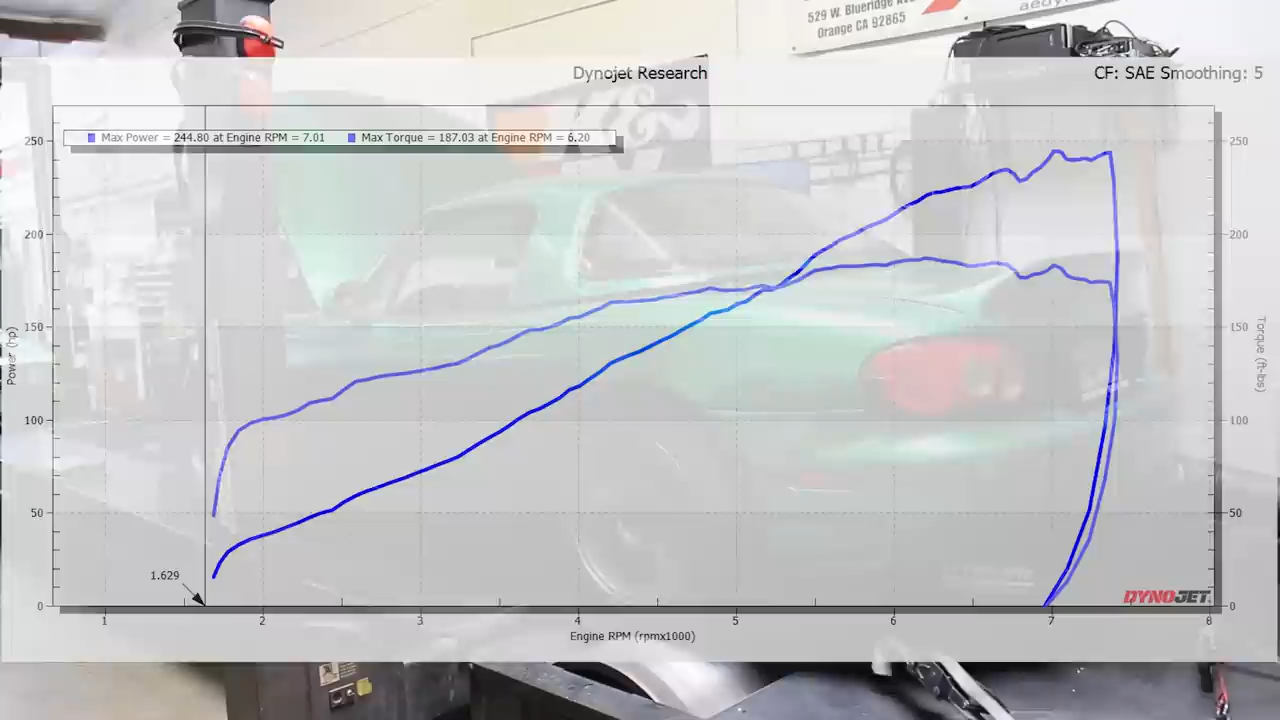 529 W. Blueridge
Orange CA 92865
Dynojet Research
CF: SAE Smoothing: 5
Max Power = 244.80 at Engine RPM = 7.01
Max Torque = 187.03 at Engine RPM = 6.20
250
200
150
100
50
0
Power (hp)
250
200
150
100
50
0
Torque (ft-lbs)
1.629
DYNOJET
1 2 3 4 5 6 7 8
Engine RPM (rpmx1000)